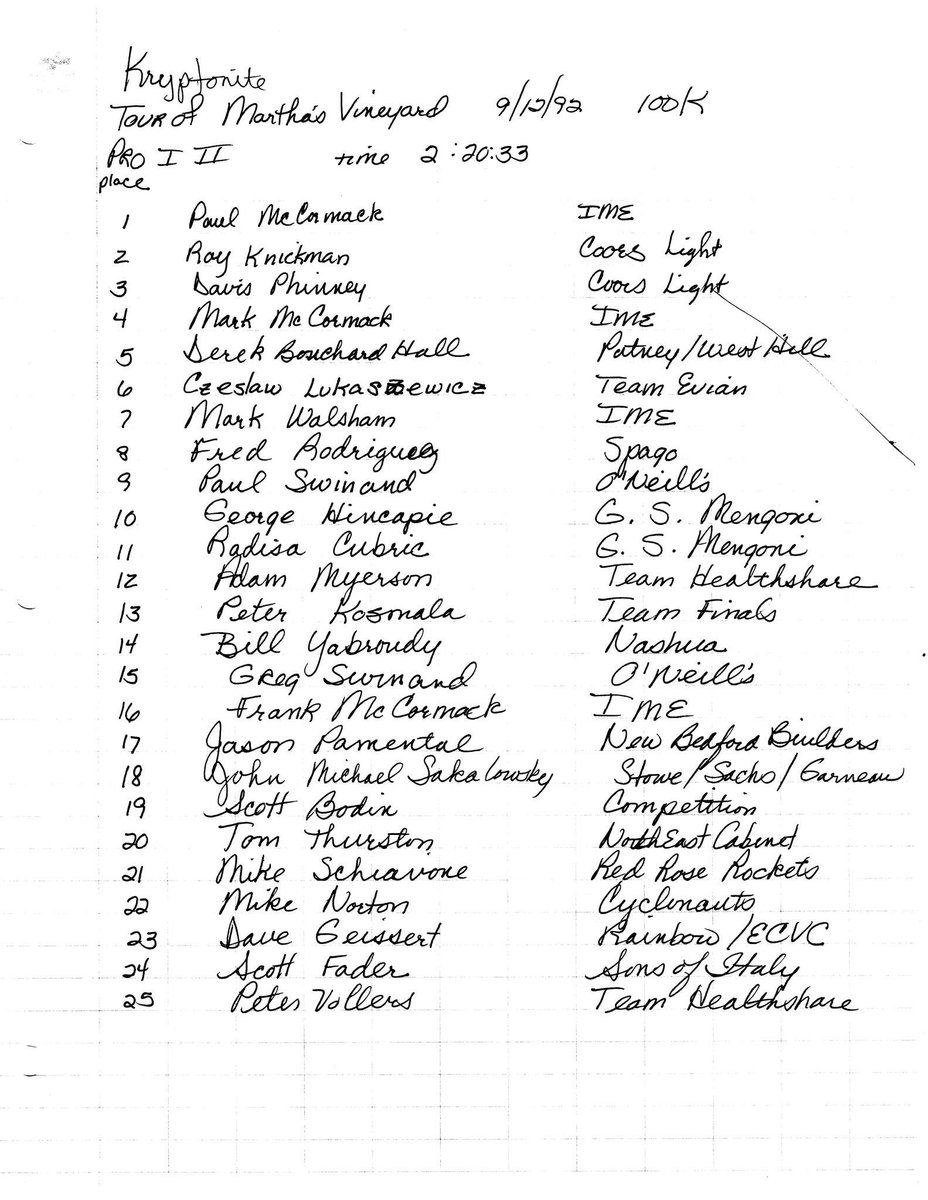 Kryptonite
Tour of Martha's Vineyard 9/12/92 100K
PRO I II time 2:20:33
place
1 Paul McCormack IME
2 Roy Knickman Coors Light
3 Davis Phinney Coors Light
4 Mark McCormack IME
5 Derek Bouchard Hall Putney/West Hill
6 Czeslaw Lukaszewicz Team Evian
7 Mark Walsham IME
8 Fred Rodriguez Spago
9 Paul Swinand O'Neill's
10 George Hincapie G. S. Mengoni
11 Radisa Cubric G. S. Mengoni
12 Adam Myerson Team Healthshare
13 Peter Kosmala Team Finals
14 Bill Yabroudy Nashua
15 Greg Swinand O'Neill's
16 Frank McCormack IME
17 Jason Pamental New Bedford Builders
18 John Michael Sakalowsky Stowe/Sachs/Garneau
19 Scott Bodin Competition
20 Tom Thurston NorthEast Cabinet
21 Mike Schiavone Red Rose Rockets
22 Mike Norton Cyclonauts
23 Dave Geissert Rainbow/ECVC
24 Scott Fader Sons of Italy
25 Peter Vollers Team Healthshare